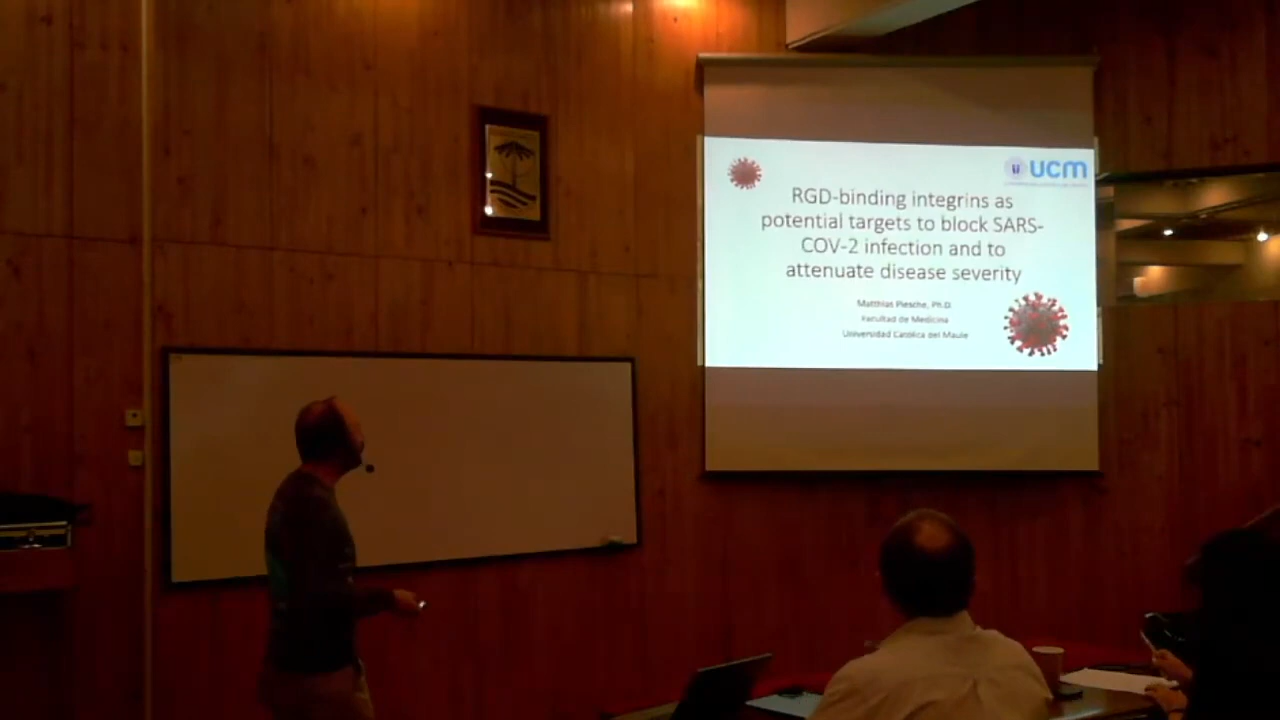 UCM
RGD-binding integrins as
potential targets to block SARS-
COV-2 infection and to
attenuate disease severity
Matthias Piesche, Ph.D.
Facultad de Medicina
Universidad Católica del Maule